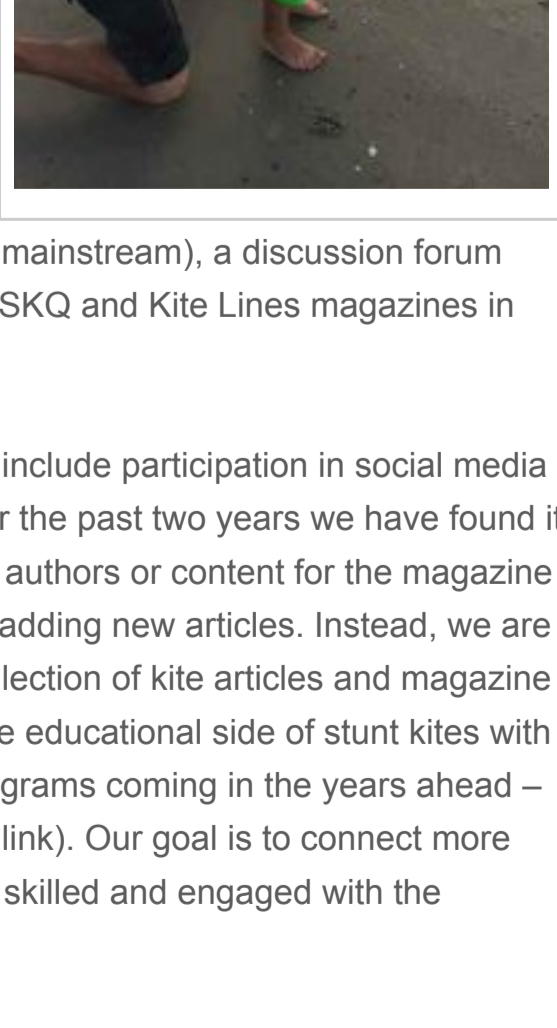 mainstream), a discussion forum
SKQ and Kite Lines magazines in
include participation in social media
the past two years we have found
authors or content for the magazine
adding new articles. Instead, we are
of kite articles and magazine
educational side of stunt kites with
coming in the years ahead –
link). Our goal is to connect more
skilled and engaged with the